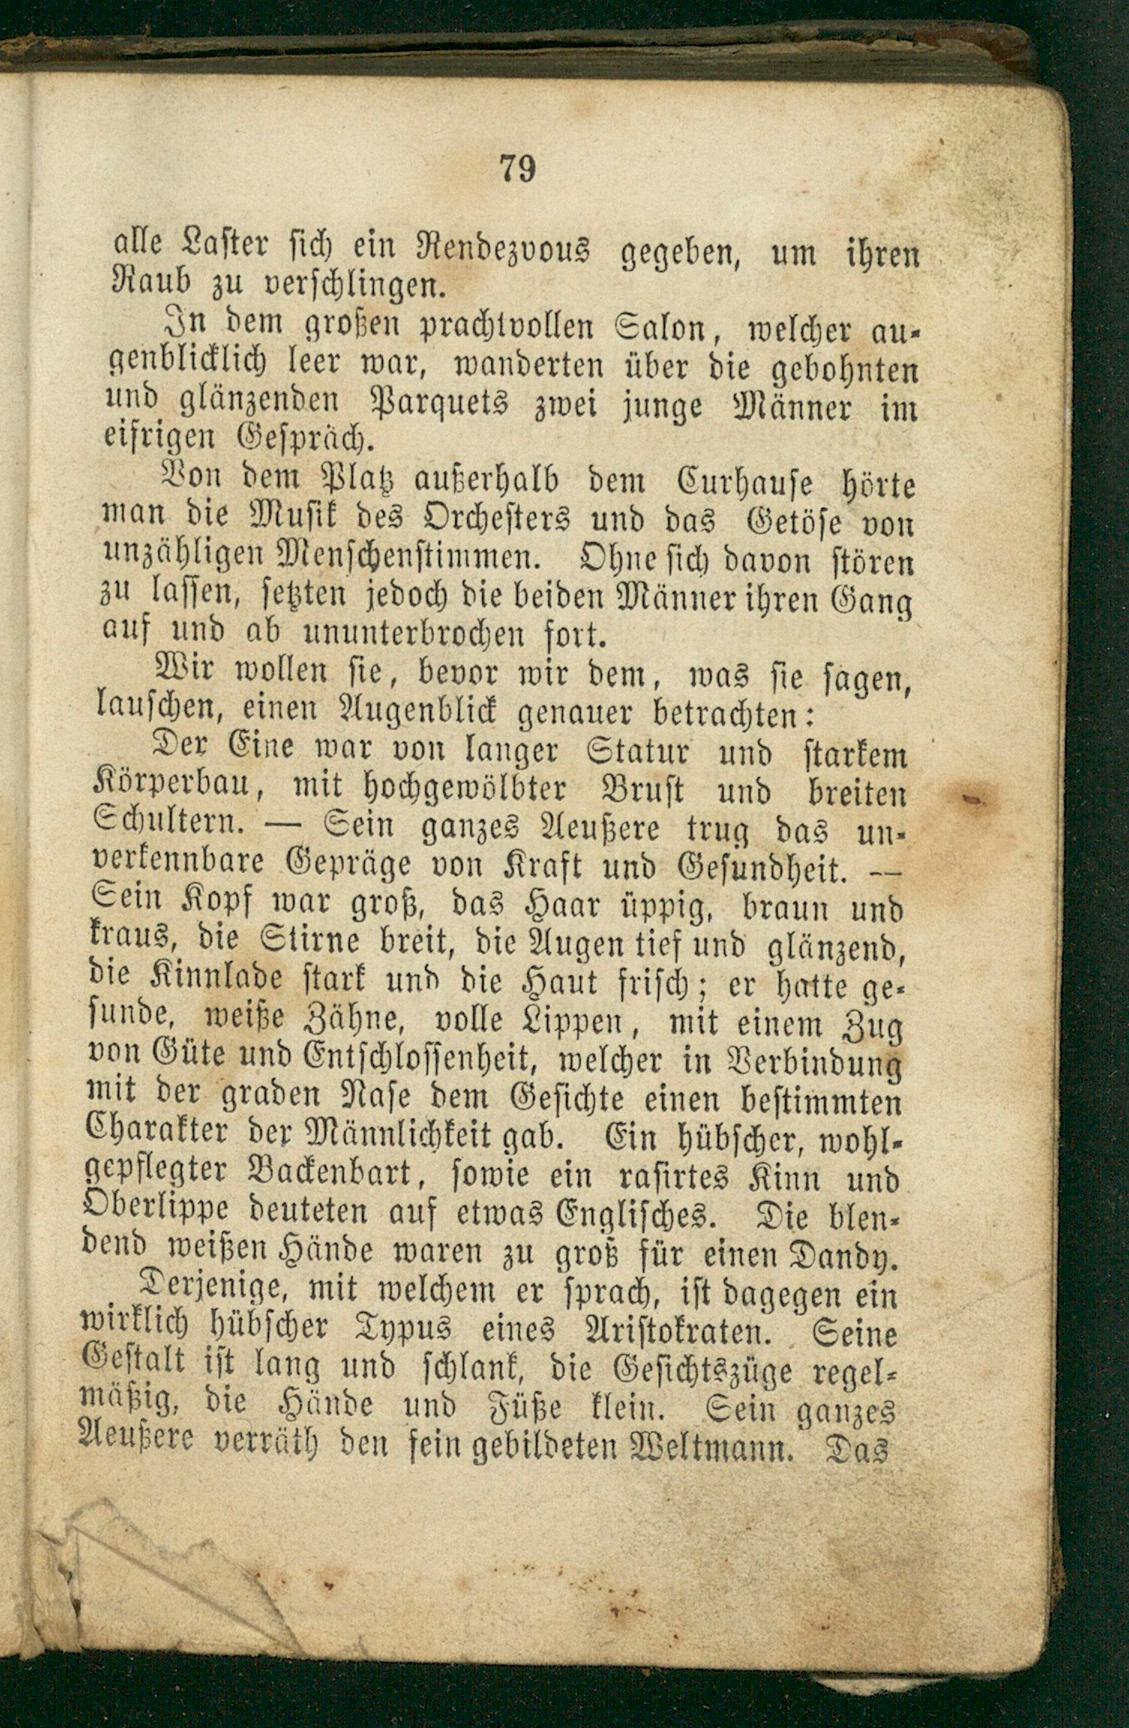 79
alle Laster sich ein Rendezvous gegeben, um ihren
Raub zu verschlingen.
In dem großen prachtvollen Salon, welcher au-
genblicklich leer war, wanderten über die gebohnten
und glänzenden Parquets zwei junge Männer im
eifrigen Gespräch.
Von dem Platz außerhalb dem Curhause hörte
man die Musik des Orchesters und das Getöse von
unzähligen Menschenstimmen. Ohne sich davon stören
zu lassen, setzten jedoch die beiden Männer ihren Gang
auf und ab ununterbrochen fort.
Wir wollen sie, bevor wir dem, was sie sagen,
lauschen, einen Augenblick genauer betrachten:
Der Eine war von langer Statur und starkem
Körperbau, mit hochgewölbter Brust und breiten
Schultern. — Sein ganzes Aeußere trug das un-
verkennbare Gepräge von Kraft und Gesundheit. —
Sein Kopf war groß, das Haar üppig, braun und
kraus, die Stirne breit, die Augen tief und glänzend,
die Kinnlade stark und die Haut frisch; er hatte ge-
sunde, weiße Zähne, volle Lippen, mit einem Zug
von Güte und Entschlossenheit, welcher in Verbindung
mit der graden Nase dem Gesichte einen bestimmten
Charakter der Männlichkeit gab. Ein hübscher, wohl-
gepflegter Backenbart, sowie ein rasirtes Kinn und
Oberlippe deuteten auf etwas Englisches. Die blen-
dend weißen Hände waren zu groß für einen Dandy.
Derjenige, mit welchem er sprach, ist dagegen ein
wirklich hübscher Typus eines Aristokraten. Seine
Gestalt ist lang und schlank, die Gesichtszüge regel-
mäßig, die Hände und Füße klein. Sein ganzes
Aeußere verräth den fein gebildeten Weltmann. Das